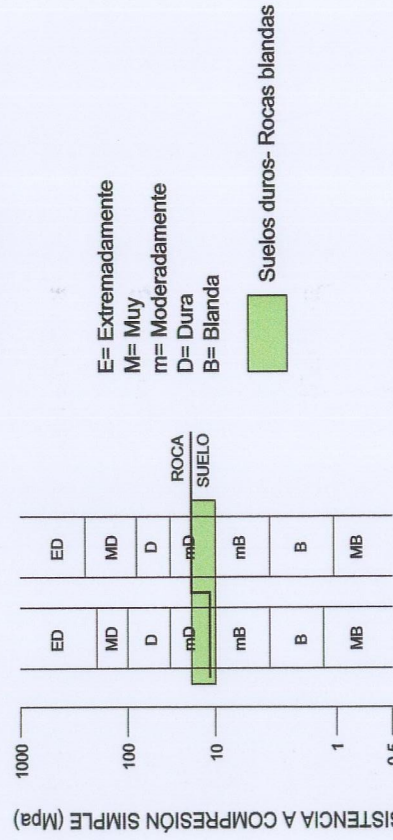 SISTENCIA A COMPRESIÓN SIMPLE (Mpa)
1000
100
10
1
0.5
ED
MD
D
mD
mB
B
MB
ED
MD
D
mD
mB
B
MB
ROCA
SUELO
E= Extremadamente
M= Muy
m= Moderadamente
D= Dura
B= Blanda
Suelos duros- Rocas blandas